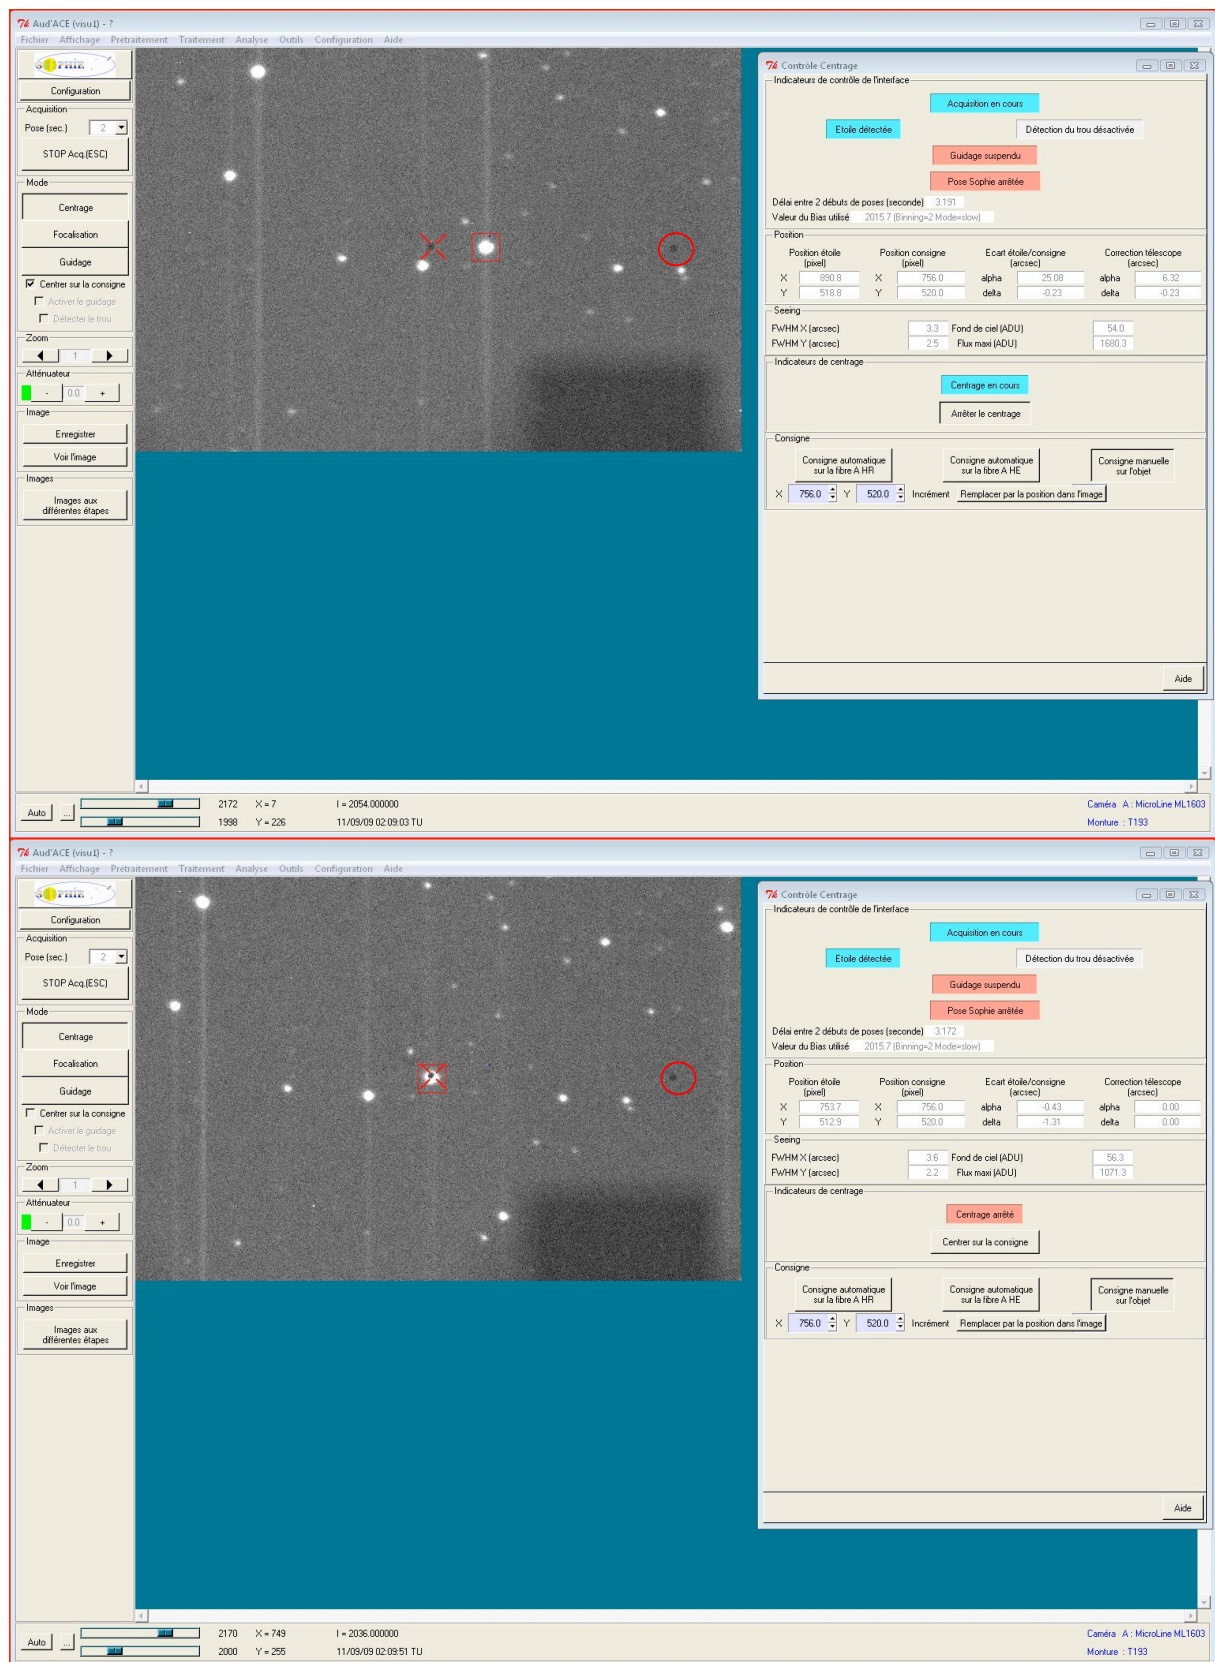 Aud'ACE (visu1) - ?
Fichier Affichage Prétraitement Traitement Analyse Outils Configuration Aide
SOPHIE
Configuration
Acquisition
Pose (sec.) 2
STOP Acq.(ESC)
Mode
Centrage
Focalisation
Guidage
Centrer sur la consigne
Activer le guidage
Détecter le trou
Zoom
1
Atténuateur
- 0.0 +
Image
Enregistrer
Voir l'image
Images
Images aux
différentes étapes
Contrôle Centrage
Indicateurs de contrôle de l'interface
Acquisition en cours
Etoile détectée Détection du trou désactivée
Guidage suspendu
Pose Sophie arrêtée
Délai entre 2 débuts de poses (seconde) 3.191
Valeur du Bias utilisé 2015.7 (Binning=2 Mode=slow)
Position
Position étoile Position consigne Ecart étoile/consigne Correction télescope
(pixel) (pixel) (arcsec) (arcsec)
X 890.8 X 756.0 alpha 25.08 alpha 6.32
Y 518.8 Y 520.0 delta -0.23 delta -0.23
Seeing
FWHM X (arcsec) 3.3 Fond de ciel (ADU) 54.0
FWHM Y (arcsec) 2.5 Flux maxi (ADU) 1680.3
Indicateurs de centrage
Centrage en cours
Arrêter le centrage
Consigne
Consigne automatique Consigne automatique Consigne manuelle
sur la fibre A HR sur la fibre A HE sur l'objet
X 756.0 Y 520.0 Incrément Remplacer par la position dans l'image
Aide
Auto ... 2172 X = 7 I = 2054.000000 Caméra A : MicroLine ML1603
1998 Y = 226 11/09/09 02:09:03 TU Monture : T193
Aud'ACE (visu1) - ?
Fichier Affichage Prétraitement Traitement Analyse Outils Configuration Aide
SOPHIE
Configuration
Acquisition
Pose (sec.) 2
STOP Acq.(ESC)
Mode
Centrage
Focalisation
Guidage
Centrer sur la consigne
Activer le guidage
Détecter le trou
Zoom
1
Atténuateur
- 0.0 +
Image
Enregistrer
Voir l'image
Images
Images aux
différentes étapes
Contrôle Centrage
Indicateurs de contrôle de l'interface
Acquisition en cours
Etoile détectée Détection du trou désactivée
Guidage suspendu
Pose Sophie arrêtée
Délai entre 2 débuts de poses (seconde) 3.172
Valeur du Bias utilisé 2015.7 (Binning=2 Mode=slow)
Position
Position étoile Position consigne Ecart étoile/consigne Correction télescope
(pixel) (pixel) (arcsec) (arcsec)
X 753.7 X 756.0 alpha -0.43 alpha 0.00
Y 512.9 Y 520.0 delta -1.31 delta 0.00
Seeing
FWHM X (arcsec) 3.6 Fond de ciel (ADU) 56.3
FWHM Y (arcsec) 2.2 Flux maxi (ADU) 1071.3
Indicateurs de centrage
Centrage arrêté
Centrer sur la consigne
Consigne
Consigne automatique Consigne automatique Consigne manuelle
sur la fibre A HR sur la fibre A HE sur l'objet
X 756.0 Y 520.0 Incrément Remplacer par la position dans l'image
Aide
Auto ... 2170 X = 749 I = 2036.000000 Caméra A : MicroLine ML1603
2000 Y = 255 11/09/09 02:09:51 TU Monture : T193